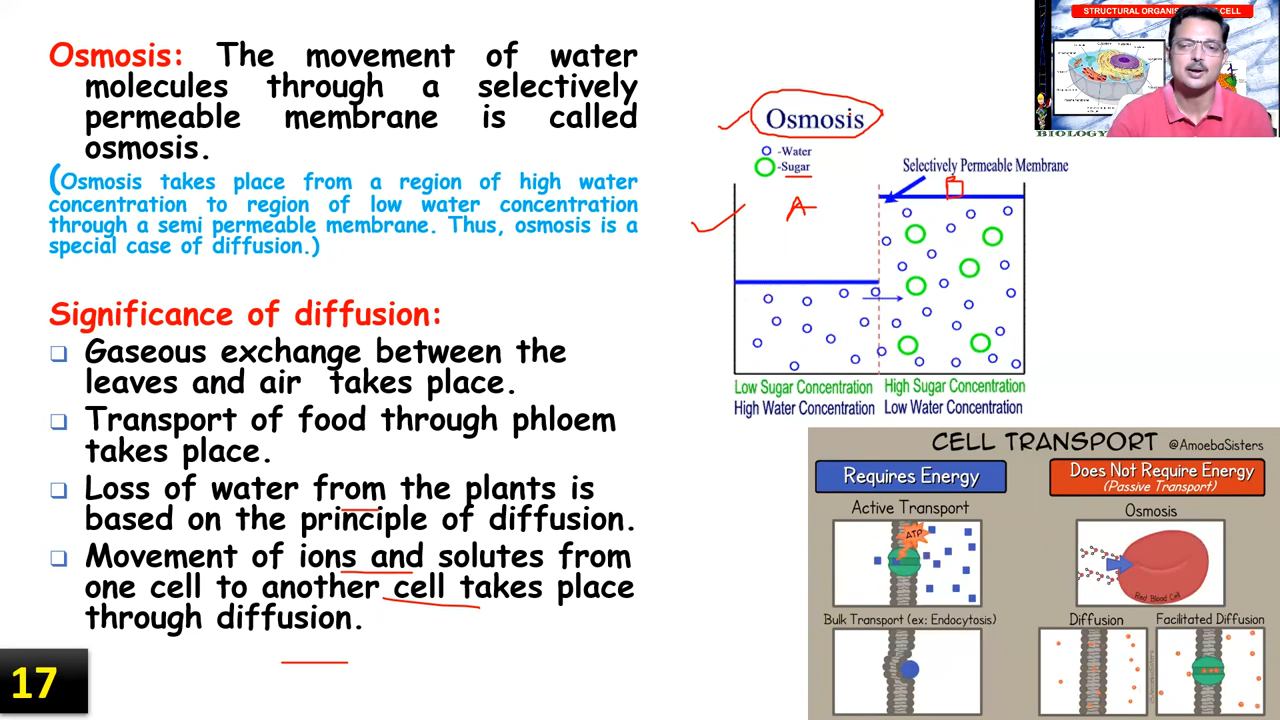 Osmosis: The movement of water
molecules through a selectively
permeable membrane is called
osmosis.
(Osmosis takes place from a region of high water
concentration to region of low water concentration
through a semi permeable membrane. Thus, osmosis is a
special case of diffusion.)
Significance of diffusion:
Gaseous exchange between the
leaves and air takes place.
Transport of food through phloem
takes place.
Loss of water from the plants is
based on the principle of diffusion.
Movement of ions and solutes from
one cell to another cell takes place
through diffusion.
17
Osmosis
-Water
-Sugar
Selectively Permeable Membrane
A
B
Low Sugar Concentration
High Water Concentration
High Sugar Concentration
Low Water Concentration
CELL TRANSPORT @AmoebaSisters
Requires Energy
Does Not Require Energy
(Passive Transport)
Active Transport
ATP
Osmosis
Red Blood Cell
Bulk Transport (ex: Endocytosis)
Diffusion
Facilitated Diffusion
STRUCTURAL ORGANIS
CELL
BIOLOGY